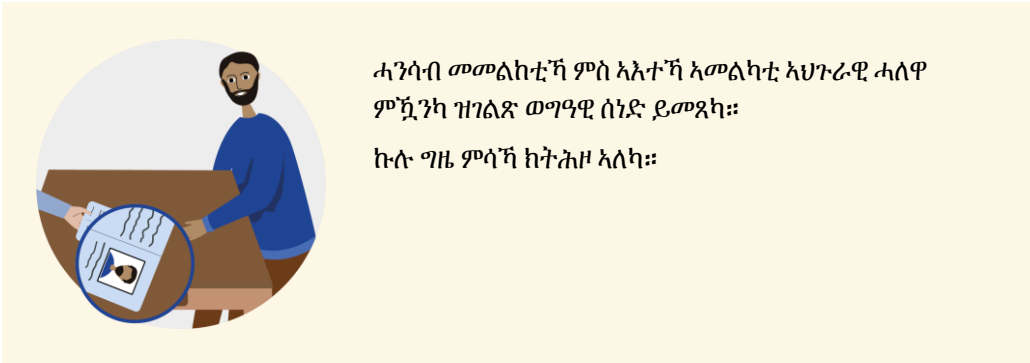 ሓንሳብ መመልከቲኻ ምስ ኣእተኻ ኣመልካቲ ኣህጉራዊ ሓለዋ
ምዃንካ ዝገልጽ ወግዓዊ ሰነድ ይመጸካ።
ኩሉ ግዜ ምሳኻ ክትሕዞ ኣለካ።